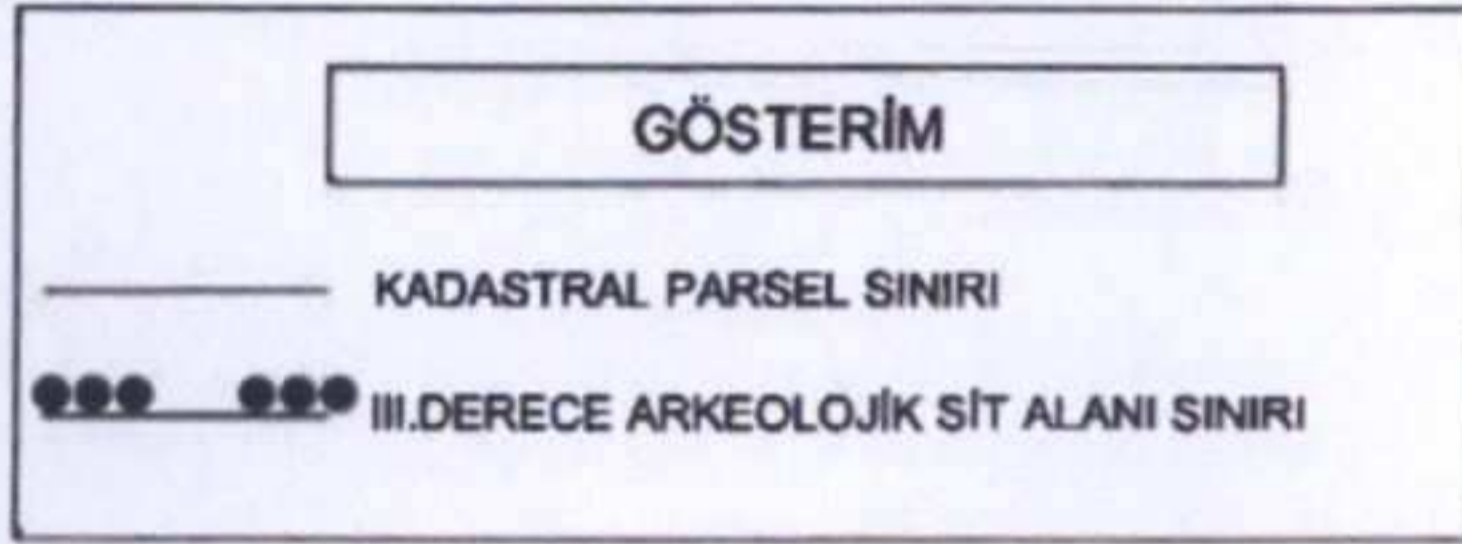 GÖSTERİM
KADASTRAL PARSEL SINIRI
III.DERECE ARKEOLOJİK SİT ALANI SINIRI